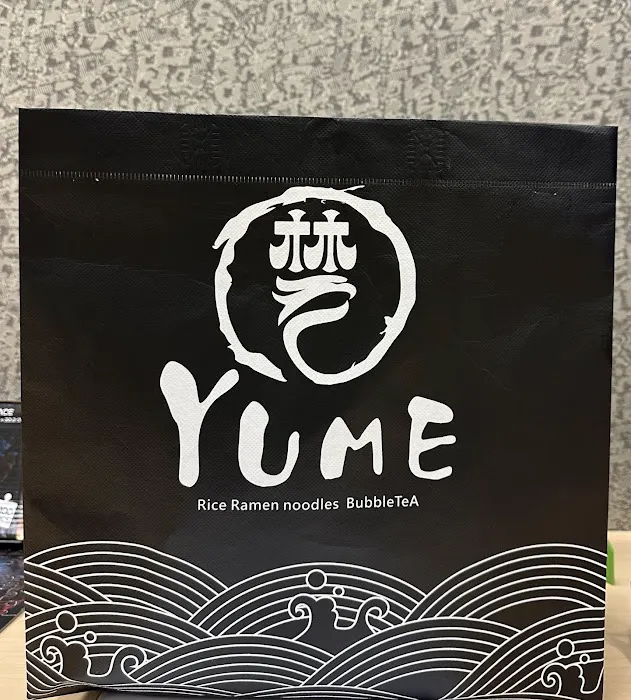 梦
YUME
Rice Ramen noodles BubbleTeA